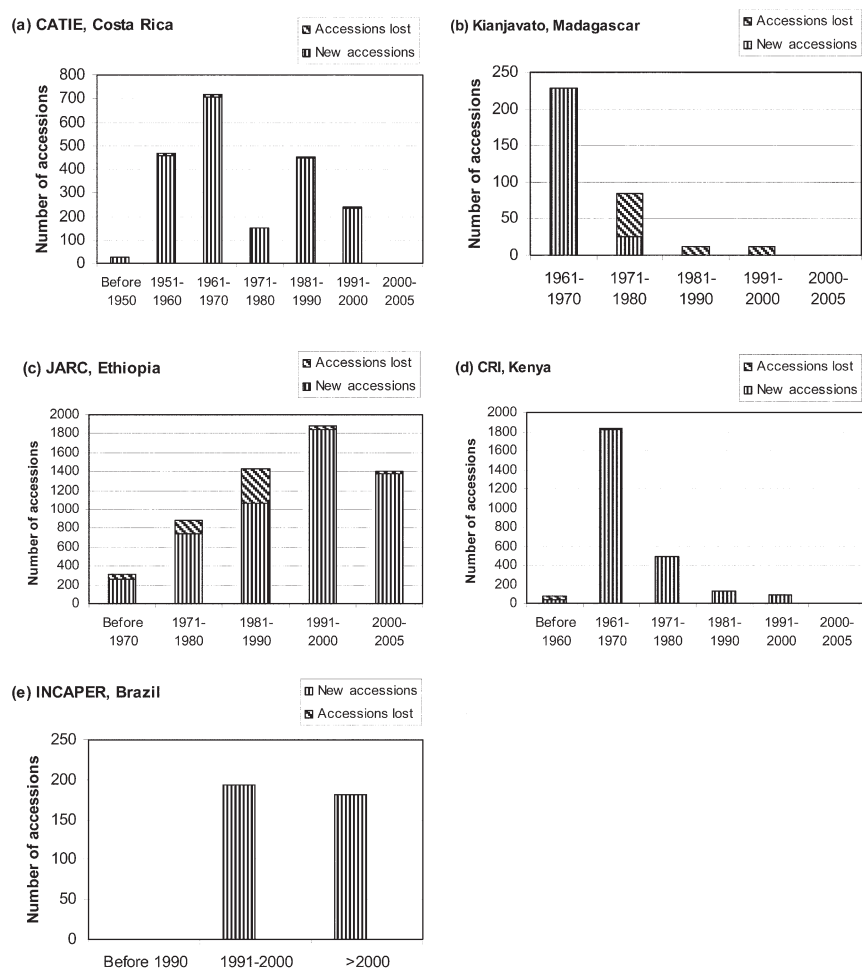 (a) CATIE, Costa Rica
Accessions lost
New accessions
Number of accessions
800
700
600
500
400
300
200
100
0
Before 1950
1951-1960
1961-1970
1971-1980
1981-1990
1991-2000
2000-2005
(b) Kianjavato, Madagascar
Accessions lost
New accessions
Number of accessions
250
200
150
100
50
0
1961-1970
1971-1980
1981-1990
1991-2000
2000-2005
(c) JARC, Ethiopia
Accessions lost
New accessions
Number of accessions
2000
1800
1600
1400
1200
1000
800
600
400
200
0
Before 1970
1971-1980
1981-1990
1991-2000
2000-2005
(d) CRI, Kenya
Accessions lost
New accessions
Number of accessions
2000
1800
1600
1400
1200
1000
800
600
400
200
0
Before 1960
1961-1970
1971-1980
1981-1990
1991-2000
2000-2005
(e) INCAPER, Brazil
New accessions
Accessions lost
Number of accessions
250
200
150
100
50
0
Before 1990
1991-2000
>2000